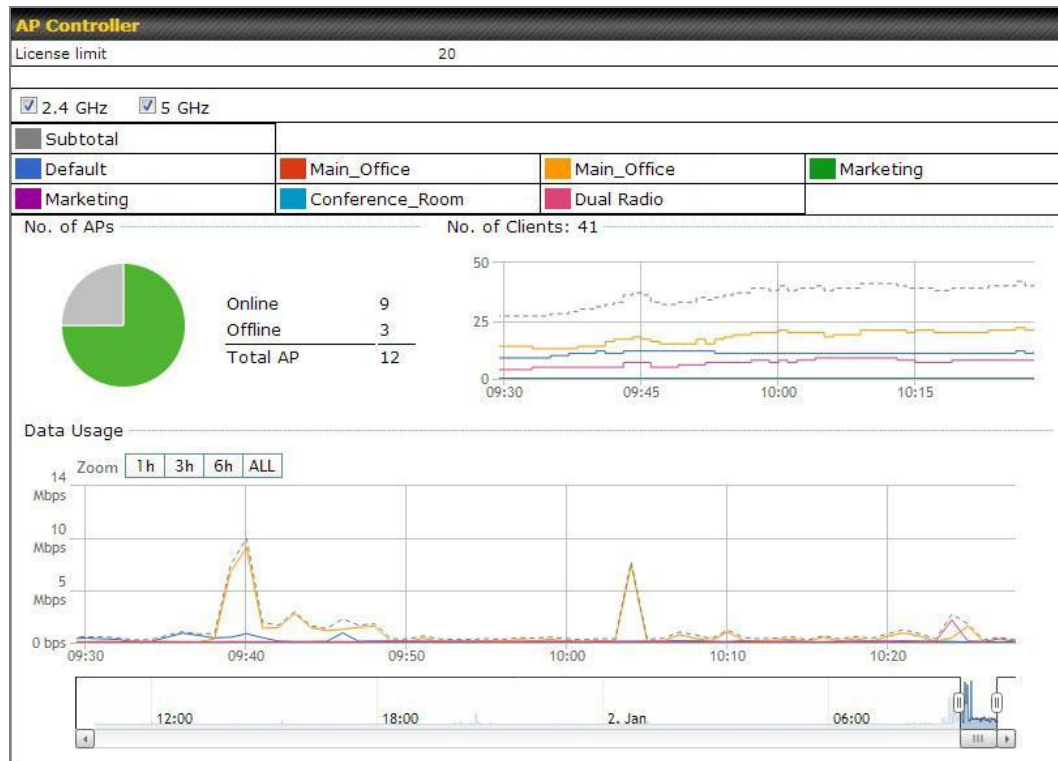 AP Controller
License limit 20
2.4 GHz 5 GHz
Subtotal
Default Main_Office Main_Office Marketing
Marketing Conference_Room Dual Radio
No. of APs No. of Clients: 41
Online 9
Offline 3
Total AP 12
50
25
0
09:30 09:45 10:00 10:15
Data Usage
Zoom 1h 3h 6h ALL
14
Mbps
10
Mbps
5
Mbps
0 bps
09:30 09:40 09:50 10:00 10:10 10:20
12:00 18:00 2. Jan 06:00